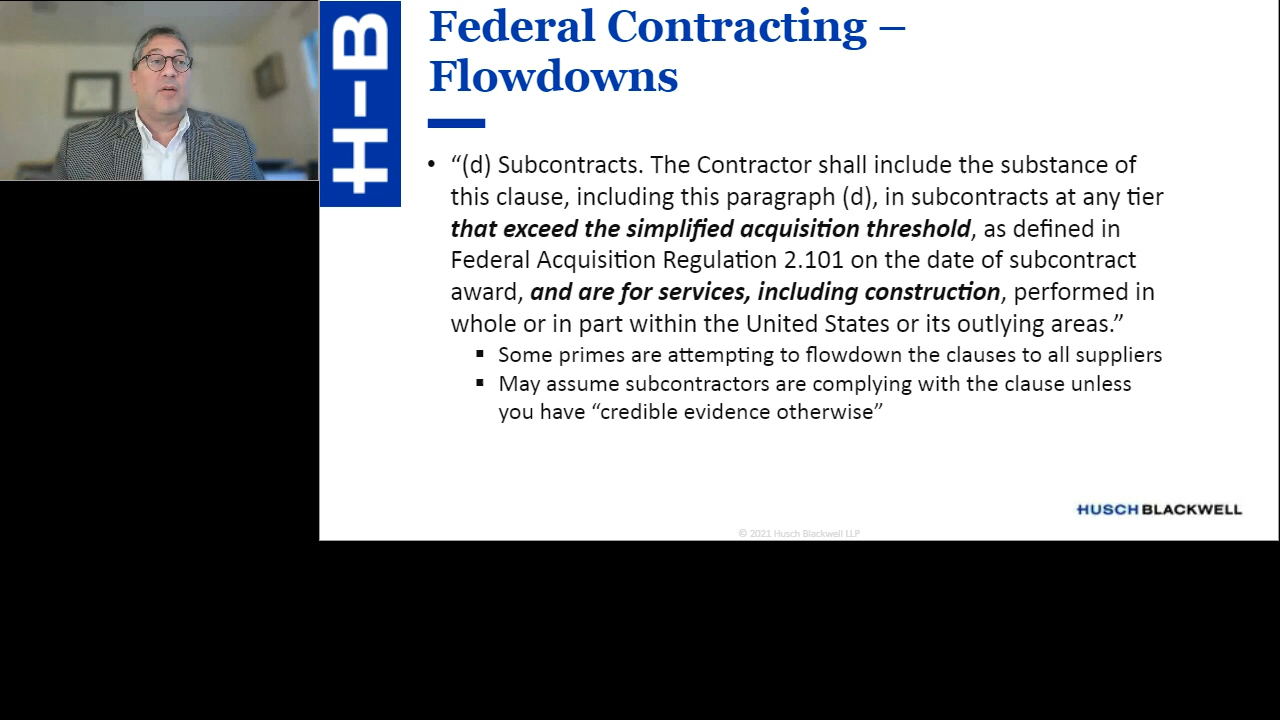 H-B
Federal Contracting –
Flowdowns
• “(d) Subcontracts. The Contractor shall include the substance of
this clause, including this paragraph (d), in subcontracts at any tier
that exceed the simplified acquisition threshold, as defined in
Federal Acquisition Regulation 2.101 on the date of subcontract
award, and are for services, including construction, performed in
whole or in part within the United States or its outlying areas.”
▪ Some primes are attempting to flowdown the clauses to all suppliers
▪ May assume subcontractors are complying with the clause unless
you have “credible evidence otherwise”
HUSCH BLACKWELL
© 2021 Husch Blackwell LLP